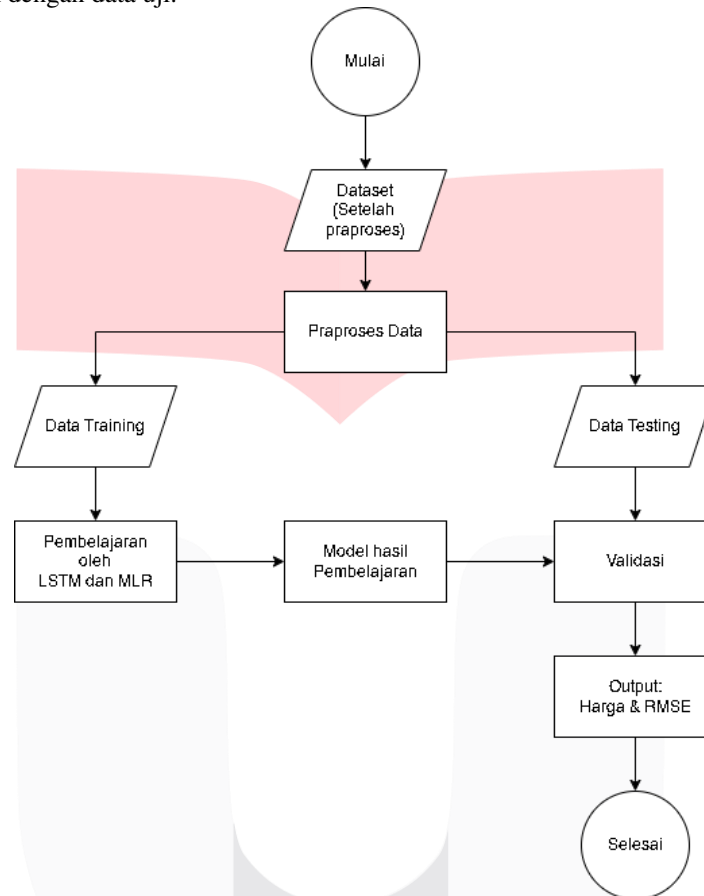 dengan data uji.
Mulai
Dataset
(Setelah
praproses)
Praproses Data
Data Training
Data Testing
Pembelajaran
oleh
LSTM dan MLR
Model hasil
Pembelajaran
Validasi
Output:
Harga & RMSE
Selesai